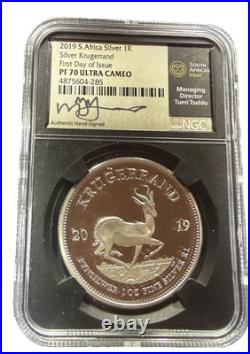 2019 S.Africa Silver 1R
Silver Krugerrand
First Day of Issue
PF 70 ULTRA CAMEO
4875604-285
Authentic Hand-Signed
SOUTH AFRICAN
MINT
Managing
Director
Tumi Tsehlo
NGC
KRUGERRAND
20 19
FYNSILWER 1 OZ FINE SILVER